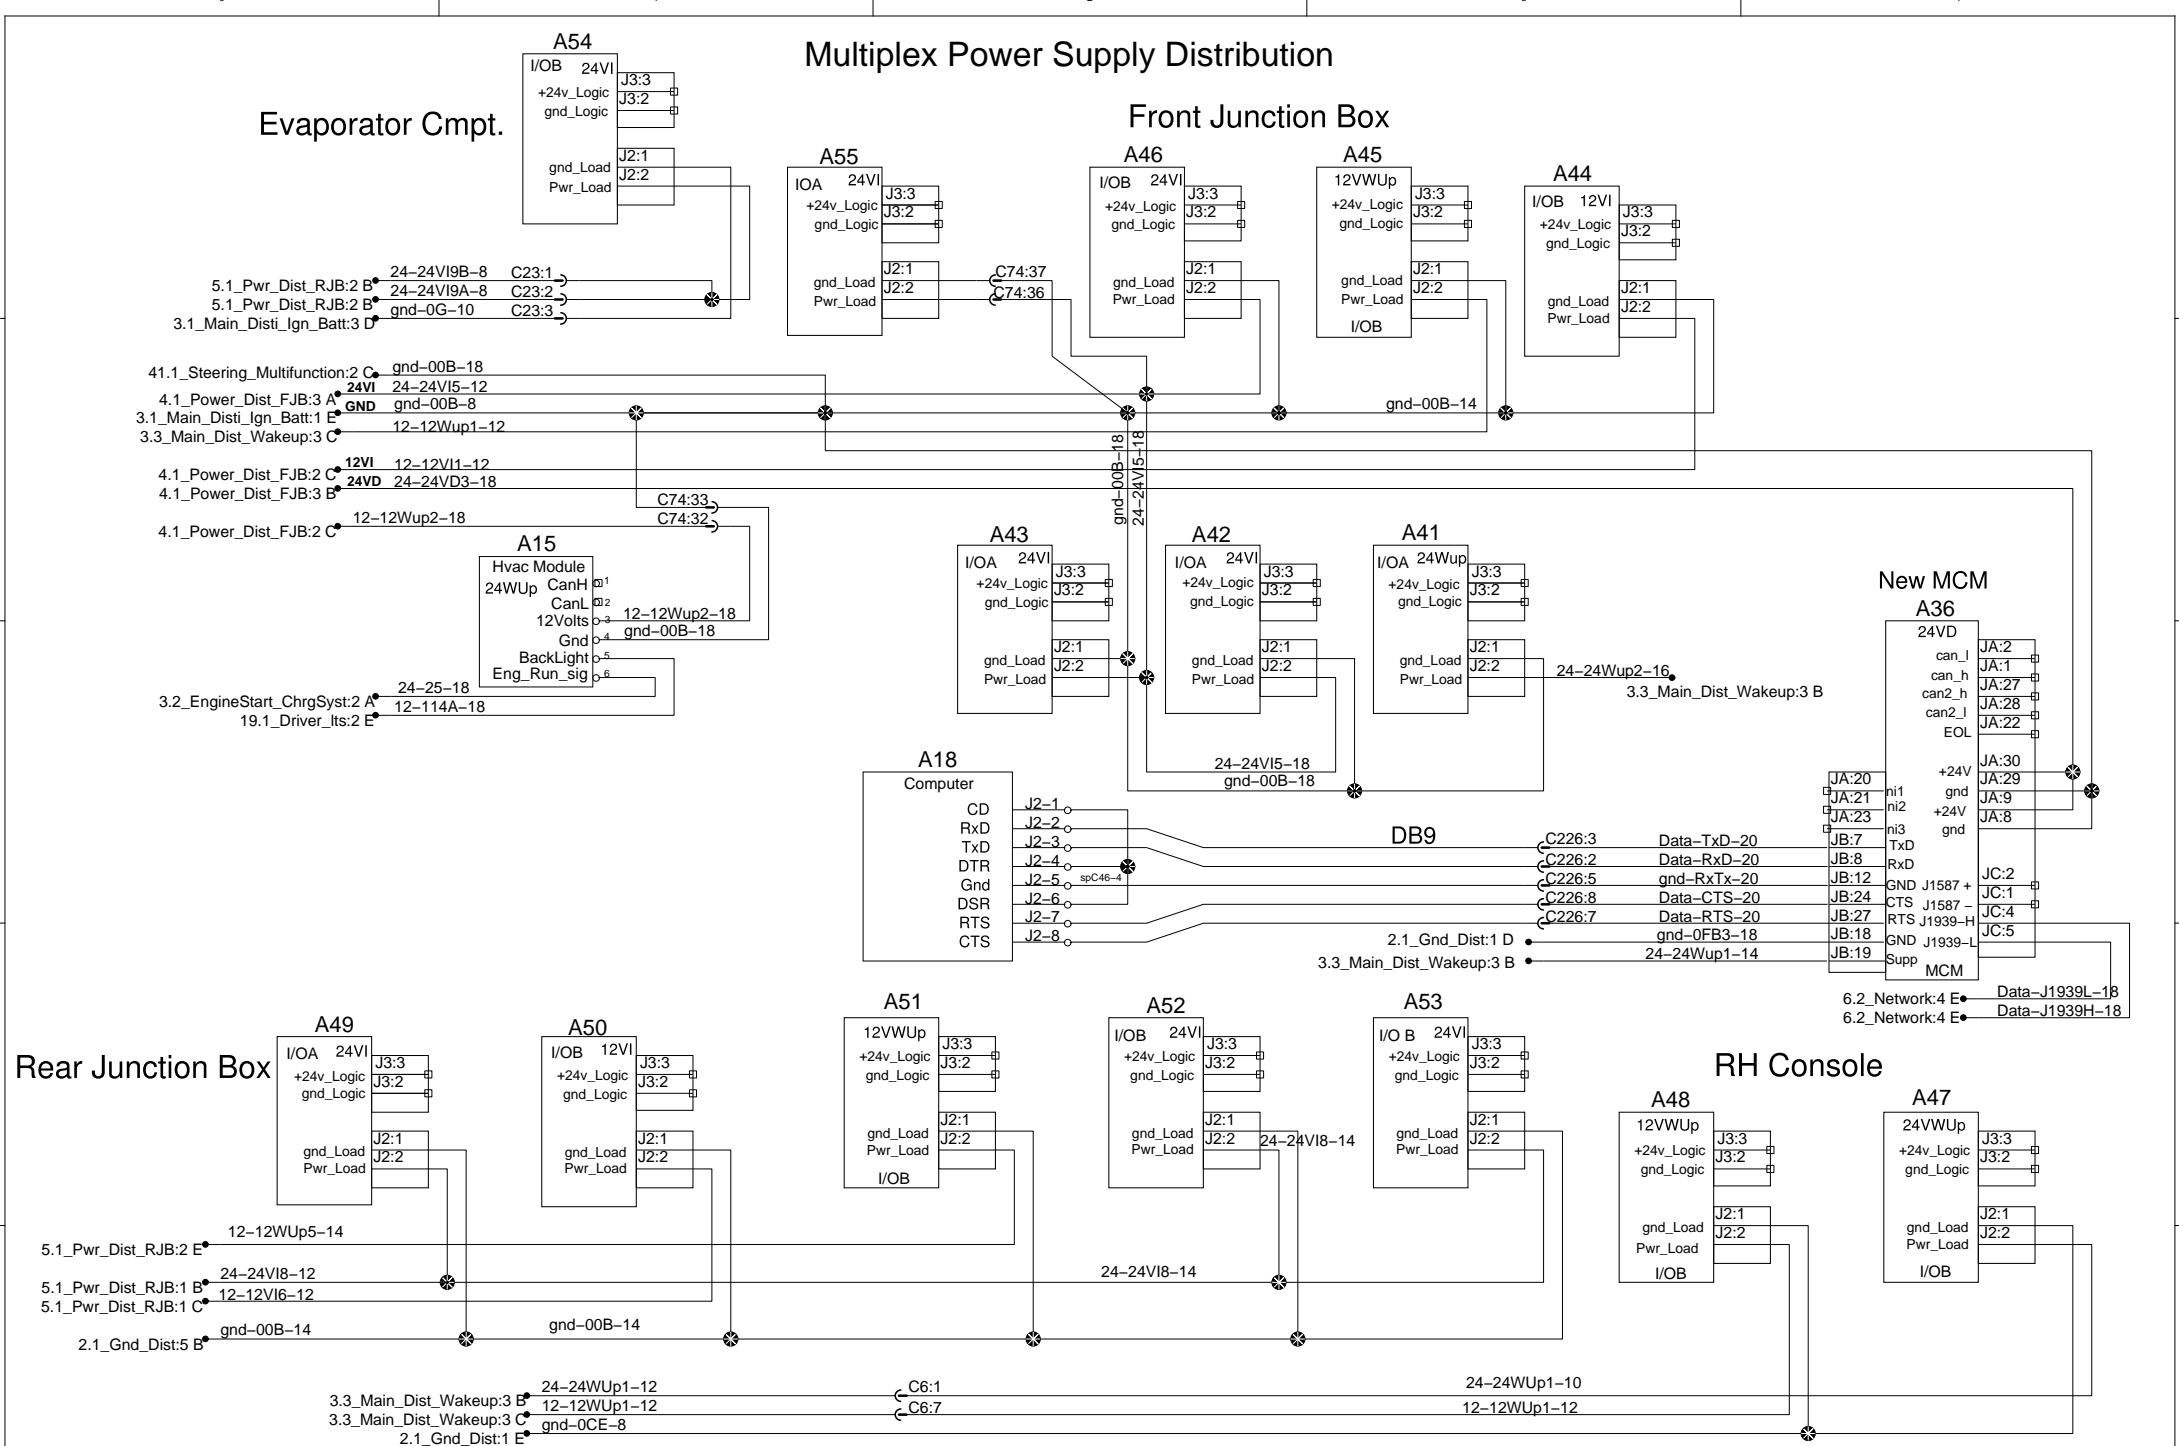 Multiplex Power Supply Distribution
Evaporator Cmpt.
A54
I/OB 24VI
+24v_Logic
gnd_Logic
J3:3
J3:2
gnd_Load
Pwr_Load
J2:1
J2:2
Front Junction Box
A55
IOA 24VI
+24v_Logic
gnd_Logic
J3:3
J3:2
gnd_Load
Pwr_Load
J2:1
J2:2
C74:37
C74:36
A46
I/OB 24VI
+24v_Logic
gnd_Logic
J3:3
J3:2
gnd_Load
Pwr_Load
J2:1
J2:2
A45
12VWUp
+24v_Logic
gnd_Logic
J3:3
J3:2
gnd_Load
Pwr_Load
J2:1
J2:2
I/OB
A44
I/OB 12VI
+24v_Logic
gnd_Logic
J3:3
J3:2
gnd_Load
Pwr_Load
J2:1
J2:2
5.1_Pwr_Dist_RJB:2 B 24–24VI9B–8 C23:1
5.1_Pwr_Dist_RJB:2 B 24–24VI9A–8 C23:2
3.1_Main_Disti_Ign_Batt:3 D gnd–0G–10 C23:3
41.1_Steering_Multifunction:2 C gnd–00B–18
4.1_Power_Dist_FJB:3 A 24VI 24–24VI5–12
3.1_Main_Disti_Ign_Batt:1 E GND gnd–00B–8 gnd–00B–14
3.3_Main_Dist_Wakeup:3 C 12–12Wup1–12
4.1_Power_Dist_FJB:2 C 12VI 12–12VI1–12
4.1_Power_Dist_FJB:3 B 24VD 24–24VD3–18
C74:33
4.1_Power_Dist_FJB:2 C 12–12Wup2–18 C74:32
gnd–00B–18
24–24VI5–18
A15
Hvac Module
24WUp
CanH 1
CanL 2
12Volts 3 12–12Wup2–18
Gnd 4 gnd–00B–18
BackLight 5
Eng_Run_sig 6
3.2_EngineStart_ChrgSyst:2 A 24–25–18
19.1_Driver_lts:2 E 12–114A–18
A43
I/OA 24VI
+24v_Logic
gnd_Logic
J3:3
J3:2
gnd_Load
Pwr_Load
J2:1
J2:2
A42
I/OA 24VI
+24v_Logic
gnd_Logic
J3:3
J3:2
gnd_Load
Pwr_Load
J2:1
J2:2
A41
I/OA 24Wup
+24v_Logic
gnd_Logic
J3:3
J3:2
gnd_Load
Pwr_Load
J2:1
J2:2
24–24Wup2–16
3.3_Main_Dist_Wakeup:3 B
24–24VI5–18
gnd–00B–18
New MCM
A36
24VD
can_l JA:2
can_h JA:1
can2_h JA:27
can2_l JA:28
EOL JA:22
+24V JA:30
gnd JA:29
+24V JA:9
gnd JA:8
J1587 + JC:2
J1587 – JC:1
J1939–H JC:4
J1939–L JC:5
JA:20 ni1
JA:21 ni2
JA:23 ni3
JB:7 TxD
JB:8 RxD
JB:12 GND
JB:24 CTS
JB:27 RTS
JB:18 GND
JB:19 Supp
MCM
A18
Computer
CD J2–1
RxD J2–2
TxD J2–3
DTR J2–4
Gnd J2–5 spC46–4
DSR J2–6
RTS J2–7
CTS J2–8
DB9
C226:3 Data–TxD–20
C226:2 Data–RxD–20
C226:5 gnd–RxTx–20
C226:8 Data–CTS–20
C226:7 Data–RTS–20
2.1_Gnd_Dist:1 D gnd–0FB3–18
3.3_Main_Dist_Wakeup:3 B 24–24Wup1–14
6.2_Network:4 E Data–J1939L–18
6.2_Network:4 E Data–J1939H–18
Rear Junction Box
A49
I/OA 24VI
+24v_Logic
gnd_Logic
J3:3
J3:2
gnd_Load
Pwr_Load
J2:1
J2:2
A50
I/OB 12VI
+24v_Logic
gnd_Logic
J3:3
J3:2
gnd_Load
Pwr_Load
J2:1
J2:2
A51
12VWUp
+24v_Logic
gnd_Logic
J3:3
J3:2
gnd_Load
Pwr_Load
J2:1
J2:2
I/OB
A52
I/OB 24VI
+24v_Logic
gnd_Logic
J3:3
J3:2
gnd_Load
Pwr_Load
J2:1
J2:2
24–24VI8–14
A53
I/O B 24VI
+24v_Logic
gnd_Logic
J3:3
J3:2
gnd_Load
Pwr_Load
J2:1
J2:2
RH Console
A48
12VWUp
+24v_Logic
gnd_Logic
J3:3
J3:2
gnd_Load
Pwr_Load
J2:1
J2:2
I/OB
A47
24VWUp
+24v_Logic
gnd_Logic
J3:3
J3:2
gnd_Load
Pwr_Load
J2:1
J2:2
I/OB
5.1_Pwr_Dist_RJB:2 E 12–12WUp5–14
5.1_Pwr_Dist_RJB:1 B 24–24VI8–12 24–24VI8–14
5.1_Pwr_Dist_RJB:1 C 12–12VI6–12
2.1_Gnd_Dist:5 B gnd–00B–14 gnd–00B–14
3.3_Main_Dist_Wakeup:3 B 24–24WUp1–12 C6:1 24–24WUp1–10
3.3_Main_Dist_Wakeup:3 C 12–12WUp1–12 C6:7 12–12WUp1–12
2.1_Gnd_Dist:1 E gnd–0CE–8